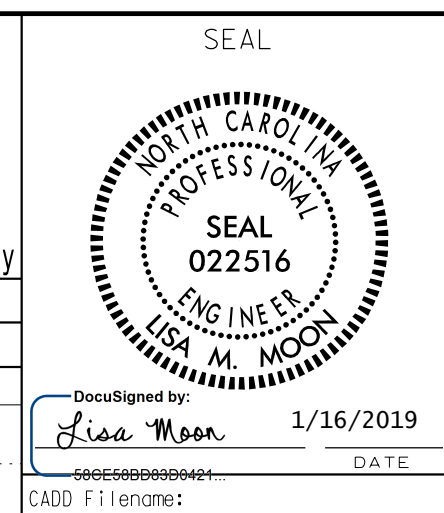 SEAL
NORTH CAROLINA
PROFESSIONAL
SEAL
022516
ENGINEER
LISA M. MOON
y
DocuSigned by:
Lisa Moon
1/16/2019
58CE58BD83D0421...
DATE
CADD Filename: